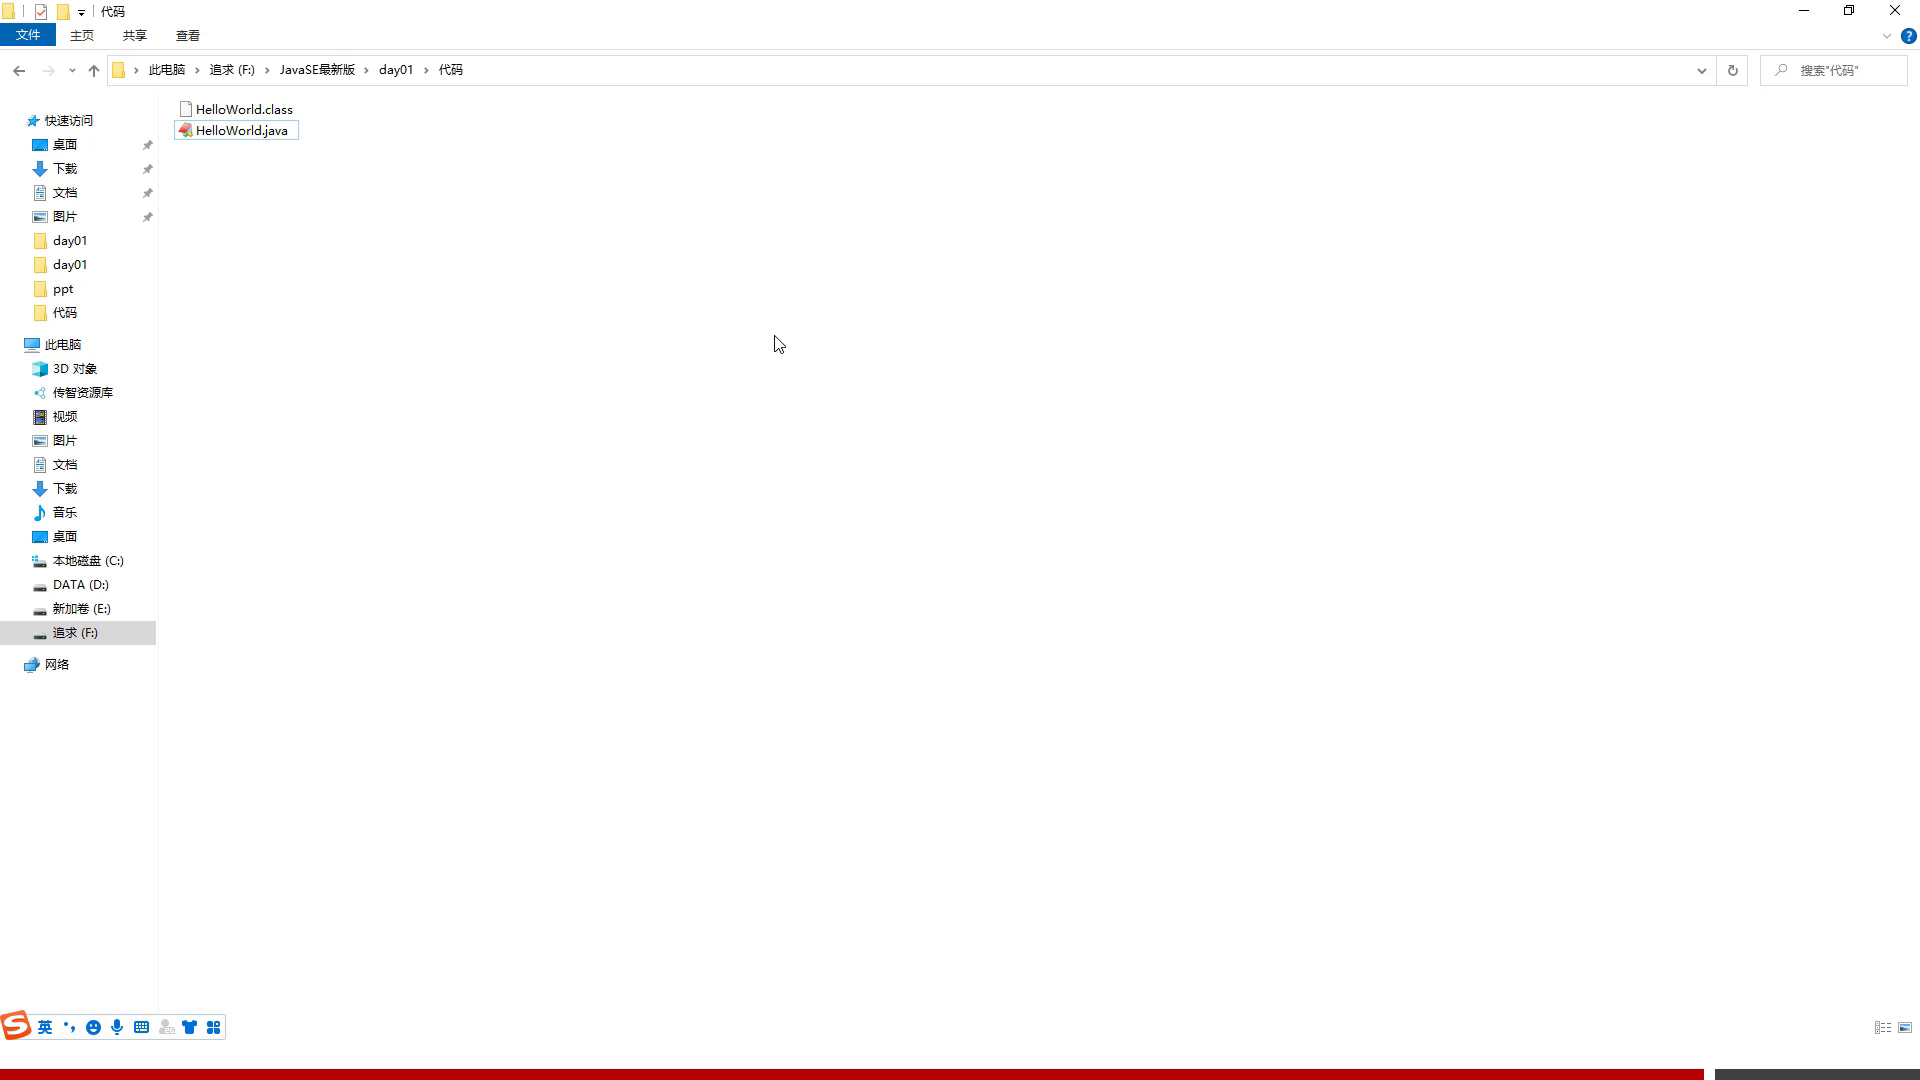 代码
文件 主页 共享 查看
此电脑 追求 (F:) JavaSE最新版 day01 代码
搜索"代码"
HelloWorld.class
HelloWorld.java
快速访问
桌面
下载
文档
图片
day01
day01
ppt
代码
此电脑
3D 对象
传智资源库
视频
图片
文档
下载
音乐
桌面
本地磁盘 (C:)
DATA (D:)
新加卷 (E:)
追求 (F:)
网络
英